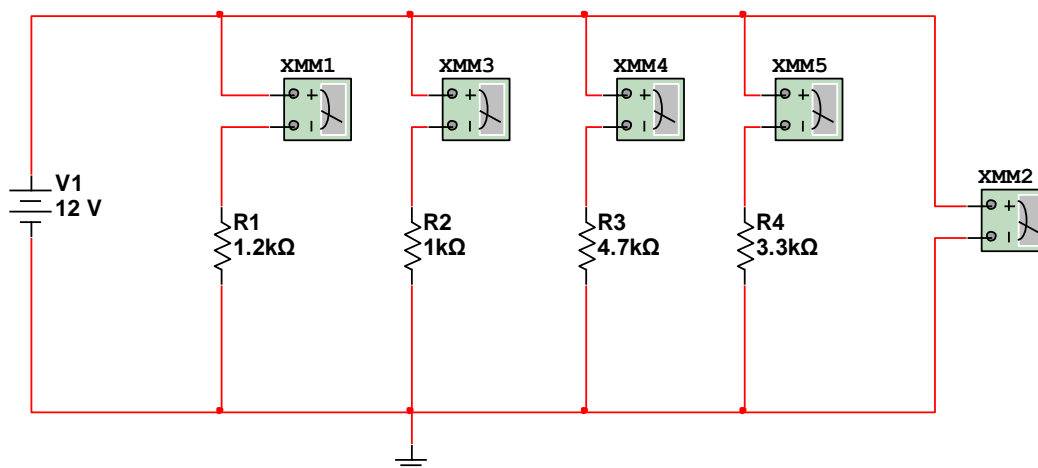 XMM1
XMM3
XMM4
XMM5
XMM2
V1
12 V
R1
1.2kΩ
R2
1kΩ
R3
4.7kΩ
R4
3.3kΩ